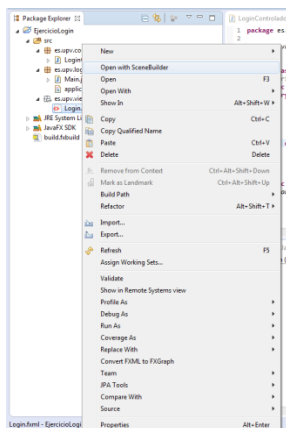 Package Explorer
LoginControlado
EjercicioLogin
src
es.upv.co
Login
es.upv.log
Main.j
applic
es.upv.vie
Login.
JRE System Li
JavaFX SDK
build.fxbuild
1 package es.
2
New
Open with SceneBuilder
Open F3
Open With
Show In Alt+Shift+W
Copy Ctrl+C
Copy Qualified Name
Paste Ctrl+V
Delete Delete
Remove from Context Ctrl+Alt+Shift+Down
Mark as Landmark Ctrl+Alt+Shift+Up
Build Path
Refactor Alt+Shift+T
Import...
Export...
Refresh F5
Assign Working Sets...
Validate
Show in Remote Systems view
Profile As
Debug As
Run As
Coverage As
Replace With
Convert FXML to FXGraph
Team
JPA Tools
Compare With
Source
Properties Alt+Enter
Login.fxml - EjercicioLogi